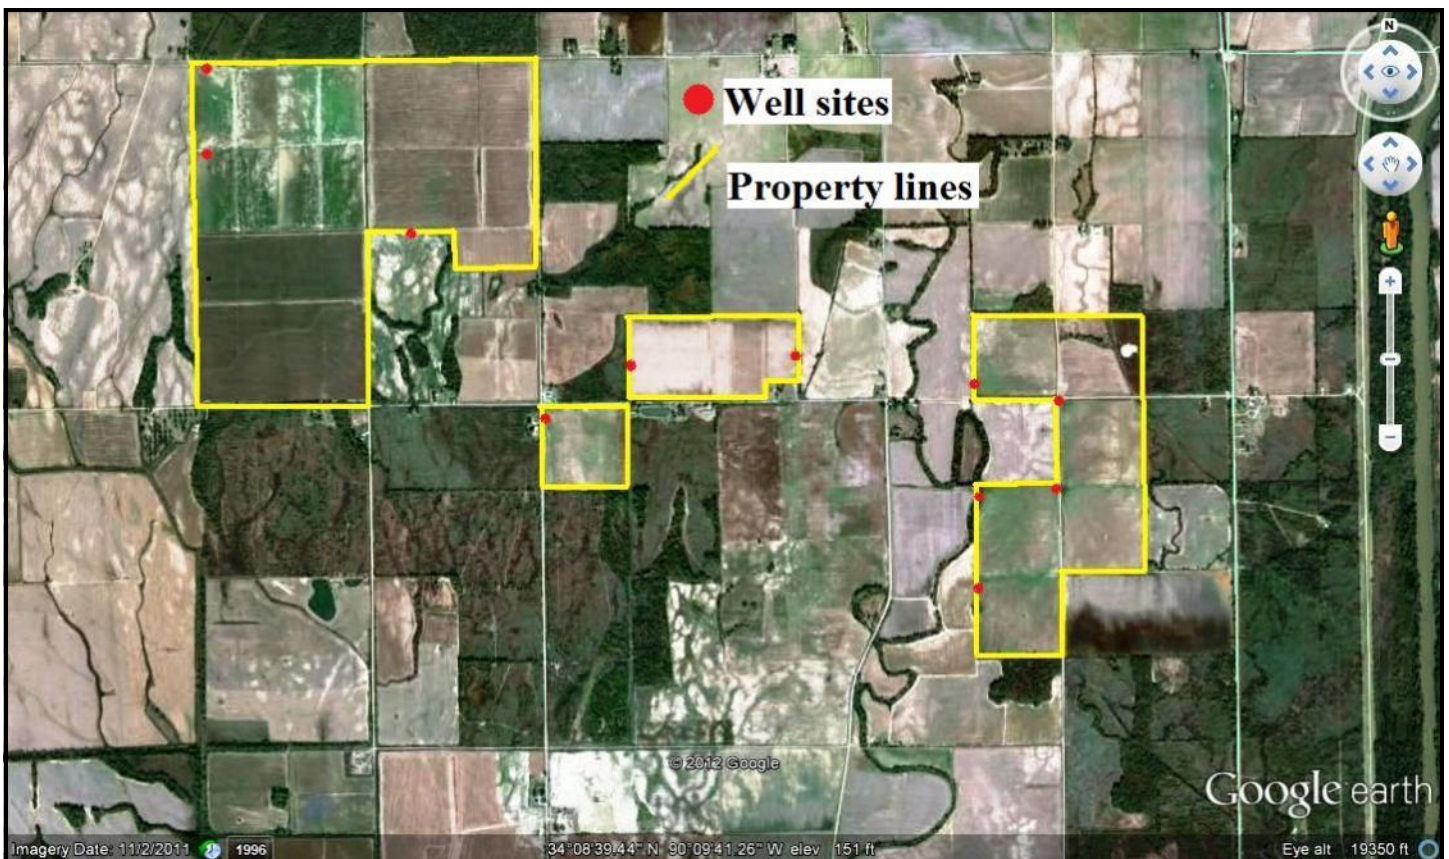 N
Well sites
Property lines
© 2012 Google
Google earth
Imagery Date: 11/2/2011 1996 34°08'39.44" N 90°09'41.26" W elev 151 ft Eye alt 19350 ft